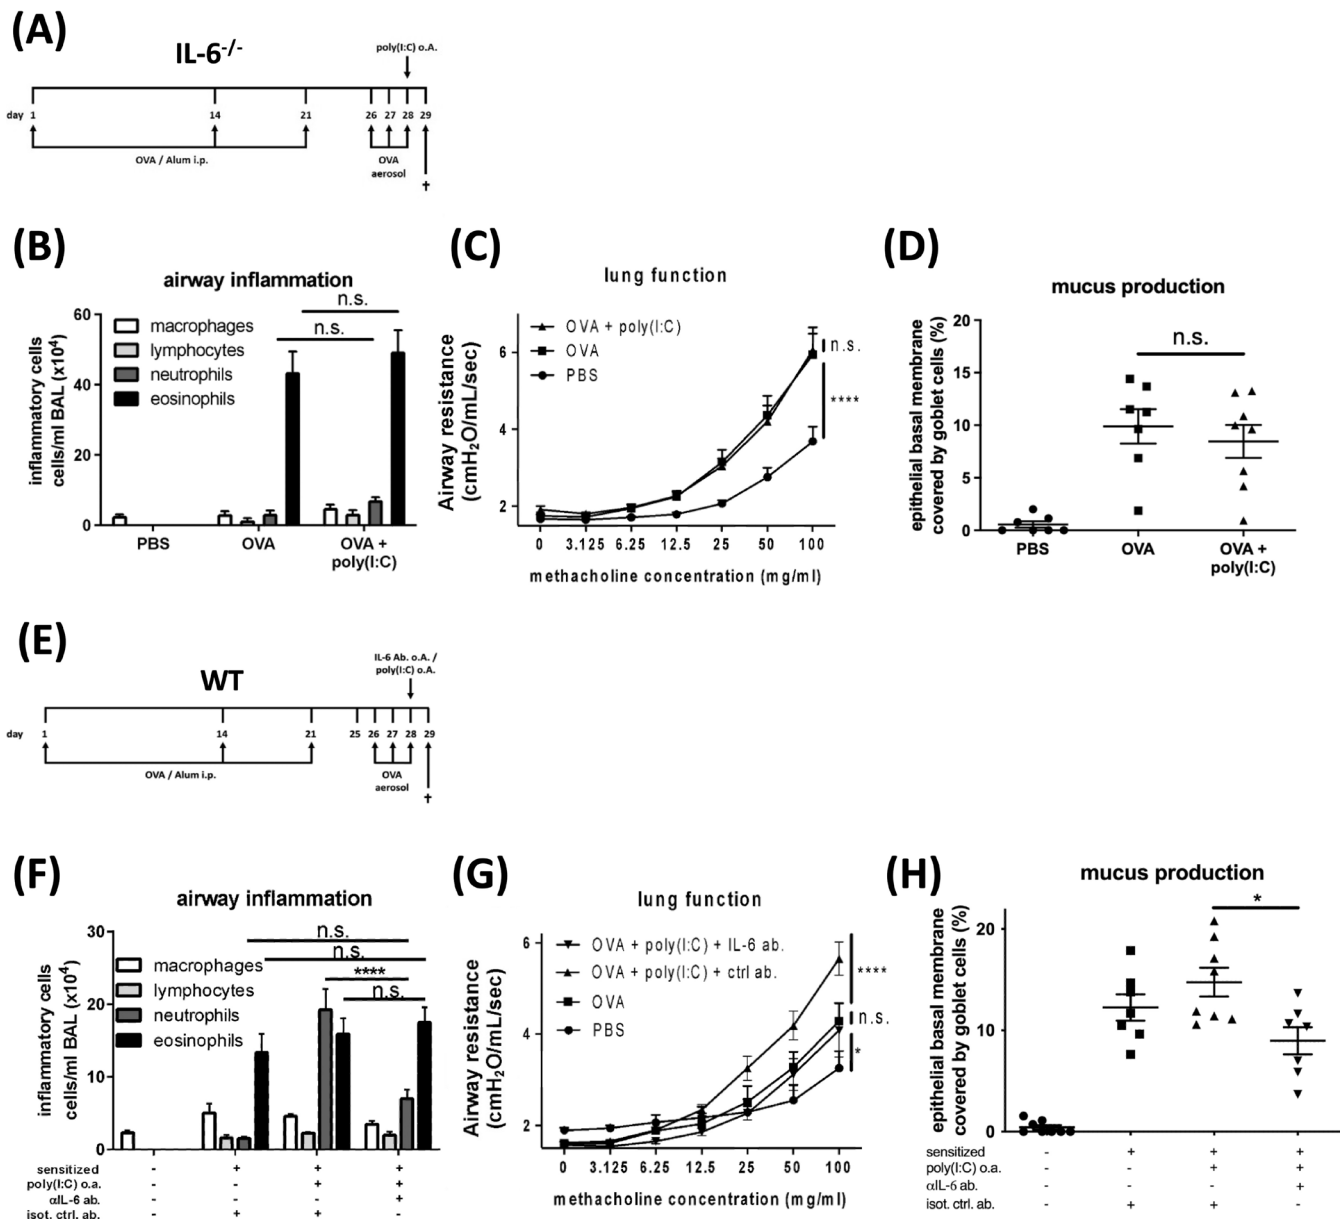 (A)
IL-6-/-
poly(I:C) o.A.
day 1 14 21 26 27 28 29
OVA / Alum i.p.
OVA
aerosol
†
(B)
airway inflammation
n.s.
n.s.
macrophages
lymphocytes
neutrophils
eosinophils
inflammatory cells
cells/ml BAL (x10⁴)
60
40
20
0
PBS OVA OVA +
poly(I:C)
(C)
lung function
OVA + poly(I:C)
OVA
PBS
n.s.
****
Airway resistance
(cmH₂O/mL/sec)
6
4
2
0 3.125 6.25 12.5 25 50 100
methacholine concentration (mg/ml)
(D)
mucus production
n.s.
epithelial basal membrane
covered by goblet cells (%)
20
15
10
5
0
PBS OVA OVA +
poly(I:C)
(E)
WT
IL-6 Ab. o.A. /
poly(I:C) o.A.
day 1 14 21 25 26 27 28 29
OVA / Alum i.p.
OVA
aerosol
†
(F)
airway inflammation
n.s.
n.s.
****
n.s.
macrophages
lymphocytes
neutrophils
eosinophils
inflammatory cells
cells/ml BAL (x10⁴)
30
20
10
0
sensitized - + + +
poly(I:C) o.a. - - + +
αIL-6 ab. - - - +
isot. ctrl. ab. - + + -
(G)
lung function
OVA + poly(I:C) + IL-6 ab.
OVA + poly(I:C) + ctrl ab.
OVA
PBS
****
n.s.
*
Airway resistance
(cmH₂O/mL/sec)
6
4
2
0 3.125 6.25 12.5 25 50 100
methacholine concentration (mg/ml)
(H)
mucus production
*
epithelial basal membrane
covered by goblet cells (%)
20
10
0
sensitized - + + +
poly(I:C) o.a. - - + +
αIL-6 ab. - - - +
isot. ctrl ab. - + + -